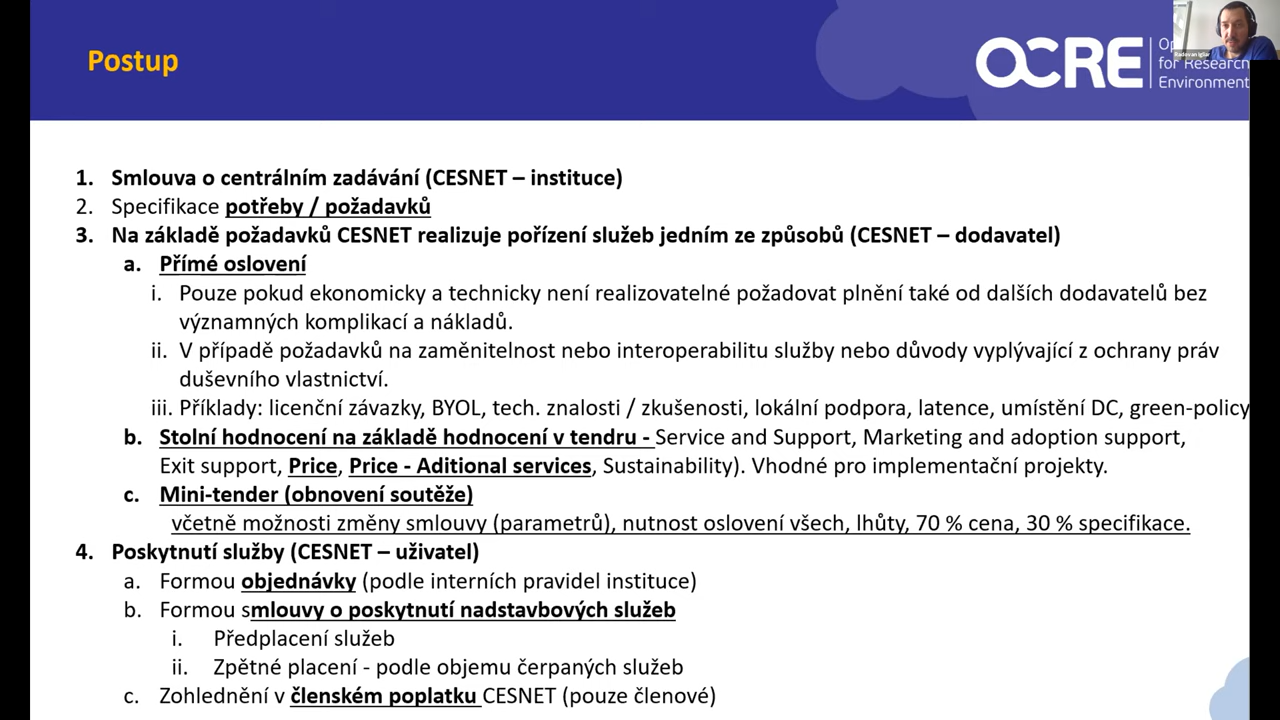 Postup
OCRE
Op
for Research
Environment
1. Smlouva o centrálním zadávání (CESNET – instituce)
2. Specifikace potřeby / požadavků
3. Na základě požadavků CESNET realizuje pořízení služeb jedním ze způsobů (CESNET – dodavatel)
a. Přímé oslovení
i. Pouze pokud ekonomicky a technicky není realizovatelné požadovat plnění také od dalších dodavatelů bez
významných komplikací a nákladů.
ii. V případě požadavků na zaměnitelnost nebo interoperabilitu služby nebo důvody vyplývající z ochrany práv
duševního vlastnictví.
iii. Příklady: licenční závazky, BYOL, tech. znalosti / zkušenosti, lokální podpora, latence, umístění DC, green-policy
b. Stolní hodnocení na základě hodnocení v tendru - Service and Support, Marketing and adoption support,
Exit support, Price, Price - Aditional services, Sustainability). Vhodné pro implementační projekty.
c. Mini-tender (obnovení soutěže)
včetně možnosti změny smlouvy (parametrů), nutnost oslovení všech, lhůty, 70 % cena, 30 % specifikace.
4. Poskytnutí služby (CESNET – uživatel)
a. Formou objednávky (podle interních pravidel instituce)
b. Formou smlouvy o poskytnutí nadstavbových služeb
i. Předplacení služeb
ii. Zpětné placení - podle objemu čerpaných služeb
c. Zohlednění v členském poplatku CESNET (pouze členové)